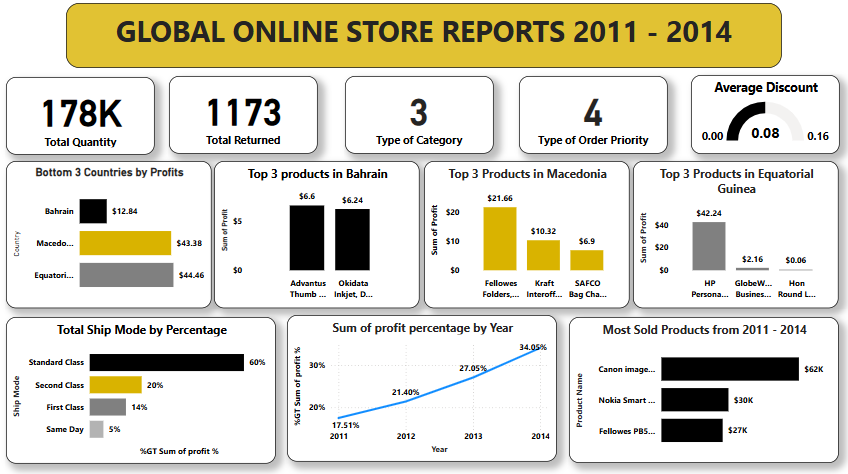 GLOBAL ONLINE STORE REPORTS 2011 - 2014
178K
Total Quantity
1173
Total Returned
3
Type of Category
4
Type of Order Priority
Average Discount
0.00
0.08
0.16
Bottom 3 Countries by Profits
Country
Bahrain
$12.84
Macedo...
$43.38
Equatori...
$44.46
Top 3 products in Bahrain
Sum of Profit
$5
$0
$6.6
$6.24
Advantus
Thumb ...
Okidata
Inkjet, D...
Top 3 Products in Macedonia
Sum of Profit
$20
$10
$0
$21.66
$10.32
$6.9
Fellowes
Folders,...
Kraft
Interoff...
SAFCO
Bag Cha...
Top 3 Products in Equatorial
Guinea
Sum of Profit
$40
$20
$0
$42.24
$2.16
$0.06
HP
Persona...
GlobeW...
Busines...
Hon
Round L...
Total Ship Mode by Percentage
Ship Mode
Standard Class
60%
Second Class
20%
First Class
14%
Same Day
5%
%GT Sum of profit %
Sum of profit percentage by Year
%GT Sum of profit %
30%
20%
17.51%
21.40%
27.05%
34.05%
2011
2012
2013
2014
Year
Most Sold Products from 2011 - 2014
Product Name
Canon image...
$62K
Nokia Smart ...
$30K
Fellowes PB5...
$27K